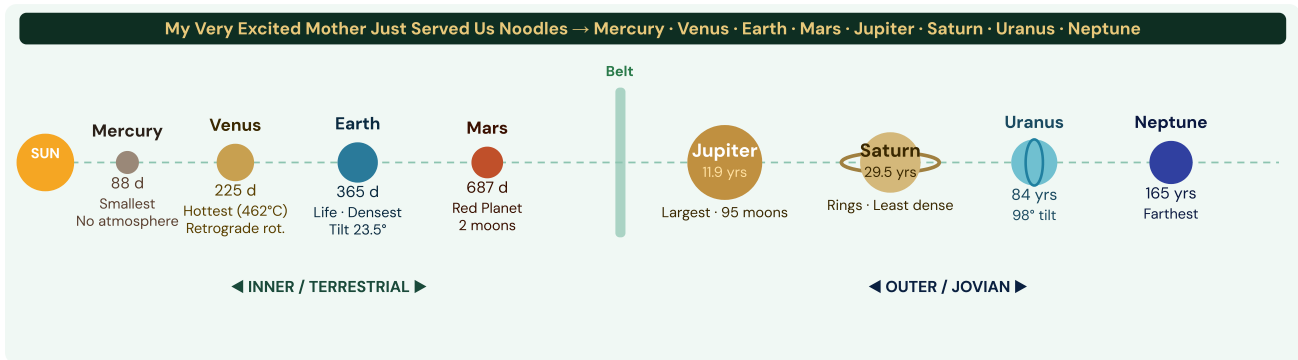 My Very Excited Mother Just Served Us Noodles → Mercury · Venus · Earth · Mars · Jupiter · Saturn · Uranus · Neptune
Belt
SUN
Mercury
88 d
Smallest
No atmosphere
Venus
225 d
Hottest (462°C)
Retrograde rot.
Earth
365 d
Life · Densest
Tilt 23.5°
Mars
687 d
Red Planet
2 moons
Jupiter
11.9 yrs
Largest · 95 moons
Saturn
29.5 yrs
Rings · Least dense
Uranus
84 yrs
98° tilt
Neptune
165 yrs
Farthest
◀ INNER / TERRESTRIAL ▶
◀ OUTER / JOVIAN ▶